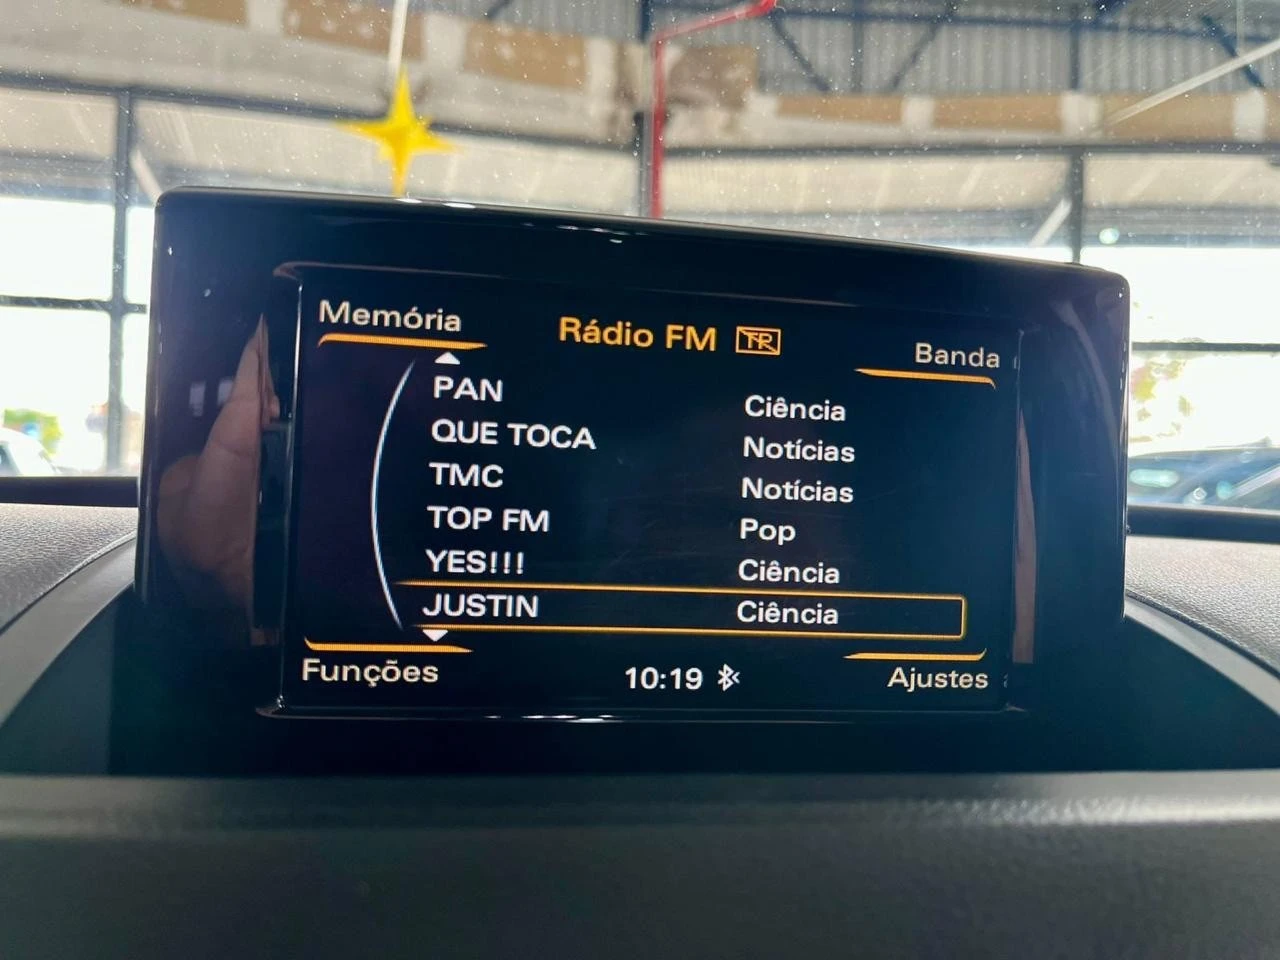 Memória
Rádio FM TP
Banda
PAN Ciência
QUE TOCA Notícias
TMC Notícias
TOP FM Pop
YES!!! Ciência
JUSTIN Ciência
Funções
10:19
Ajustes